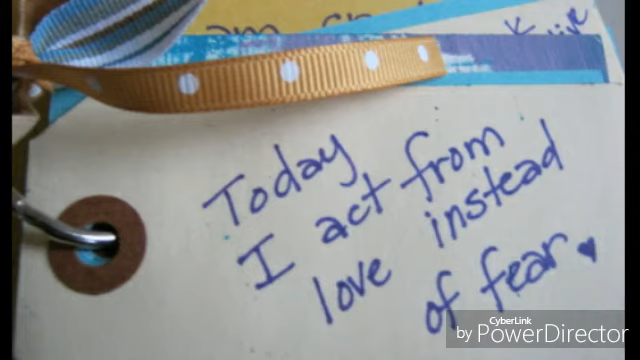 Today
I act from
love instead
of fear.
CyberLink
by PowerDirector